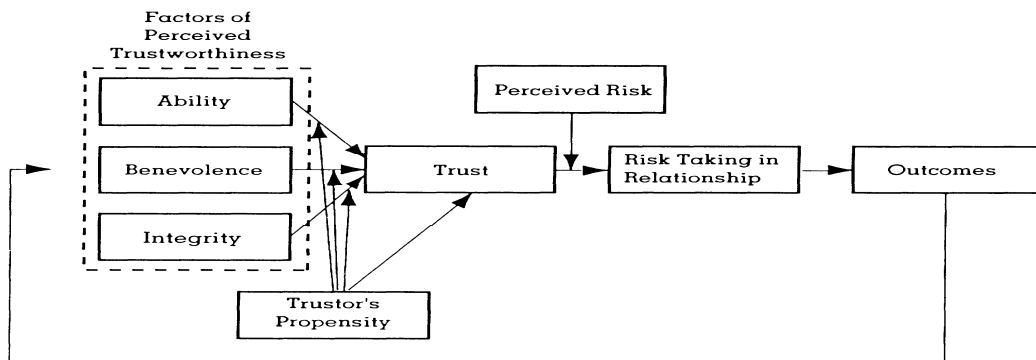 Factors of
Perceived
Trustworthiness
Ability
Benevolence
Integrity
Trustor's
Propensity
Trust
Perceived Risk
Risk Taking in
Relationship
Outcomes